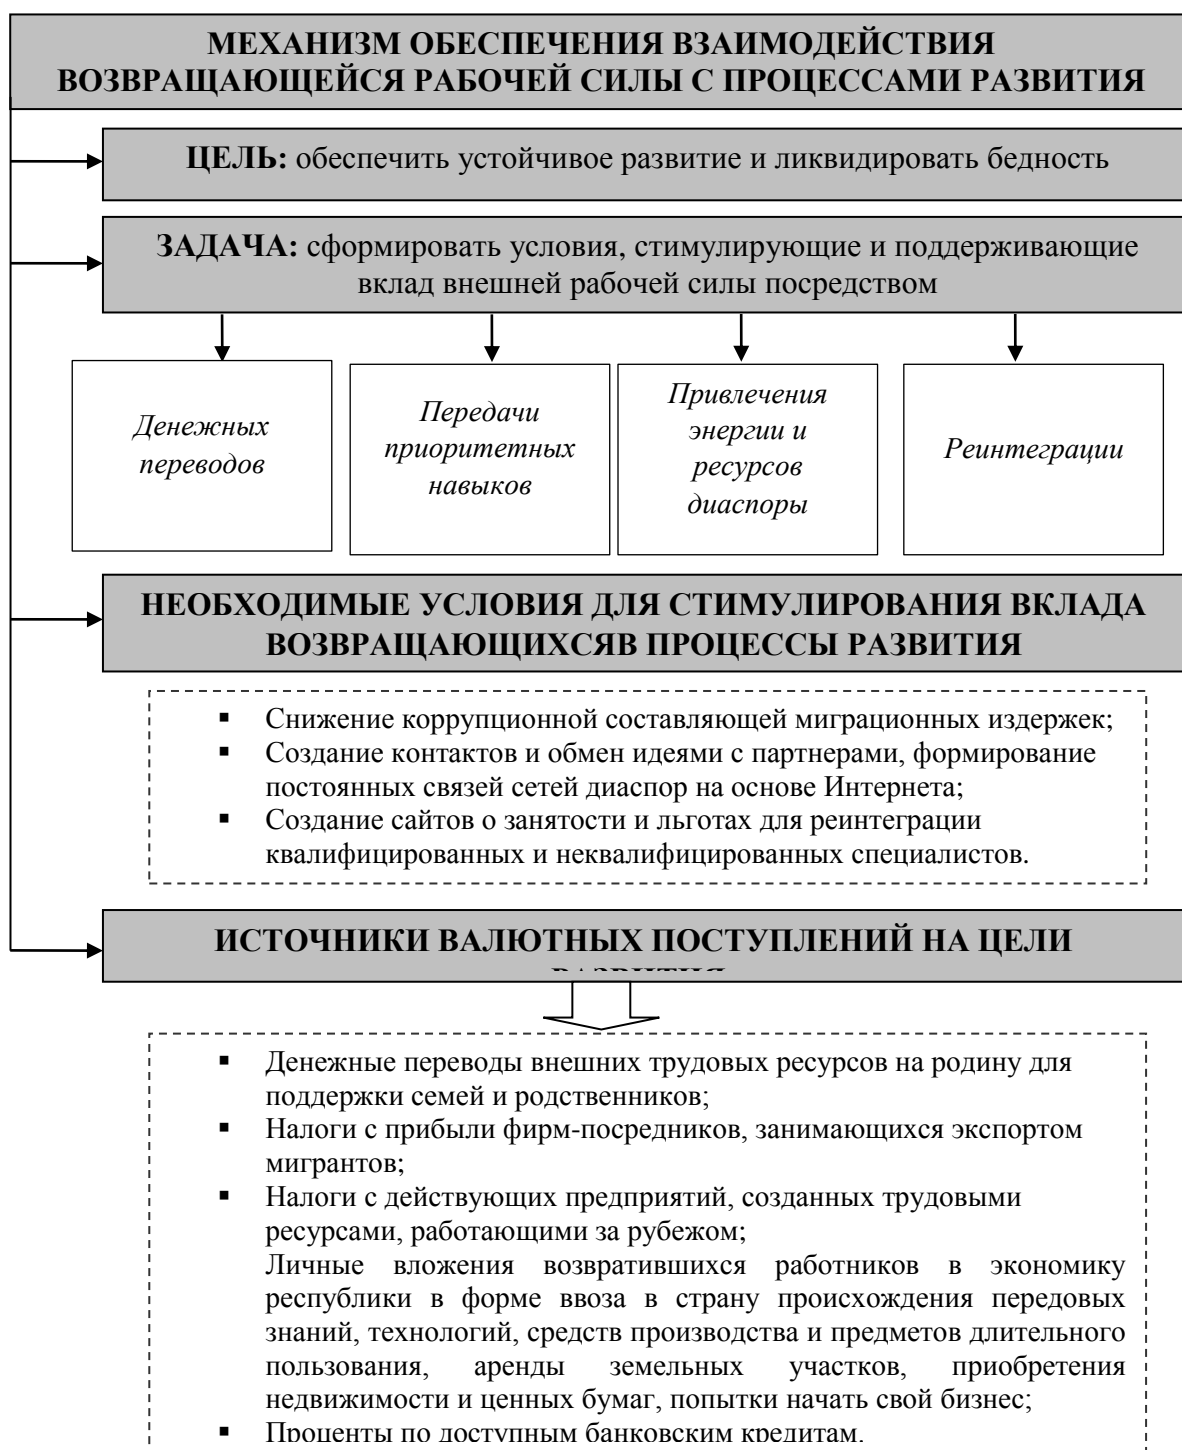 МЕХАНИЗМ ОБЕСПЕЧЕНИЯ ВЗАИМОДЕЙСТВИЯ
ВОЗВРАЩАЮЩЕЙСЯ РАБОЧЕЙ СИЛЫ С ПРОЦЕССАМИ РАЗВИТИЯ
ЦЕЛЬ: обеспечить устойчивое развитие и ликвидировать бедность
ЗАДАЧА: сформировать условия, стимулирующие и поддерживающие
вклад внешней рабочей силы посредством
Денежных
переводов
Передачи
приоритетных
навыков
Привлечения
энергии и
ресурсов
диаспоры
Реинтеграции
НЕОБХОДИМЫЕ УСЛОВИЯ ДЛЯ СТИМУЛИРОВАНИЯ ВКЛАДА
ВОЗВРАЩАЮЩИХСЯВ ПРОЦЕССЫ РАЗВИТИЯ
▪ Снижение коррупционной составляющей миграционных издержек;
▪ Создание контактов и обмен идеями с партнерами, формирование
постоянных связей сетей диаспор на основе Интернета;
▪ Создание сайтов о занятости и льготах для реинтеграции
квалифицированных и неквалифицированных специалистов.
ИСТОЧНИКИ ВАЛЮТНЫХ ПОСТУПЛЕНИЙ НА ЦЕЛИ
РАЗВИТИЯ
▪ Денежные переводы внешних трудовых ресурсов на родину для
поддержки семей и родственников;
▪ Налоги с прибыли фирм-посредников, занимающихся экспортом
мигрантов;
▪ Налоги с действующих предприятий, созданных трудовыми
ресурсами, работающими за рубежом;
Личные вложения возвратившихся работников в экономику
республики в форме ввоза в страну происхождения передовых
знаний, технологий, средств производства и предметов длительного
пользования, аренды земельных участков, приобретения
недвижимости и ценных бумаг, попытки начать свой бизнес;
▪ Проценты по доступным банковским кредитам.